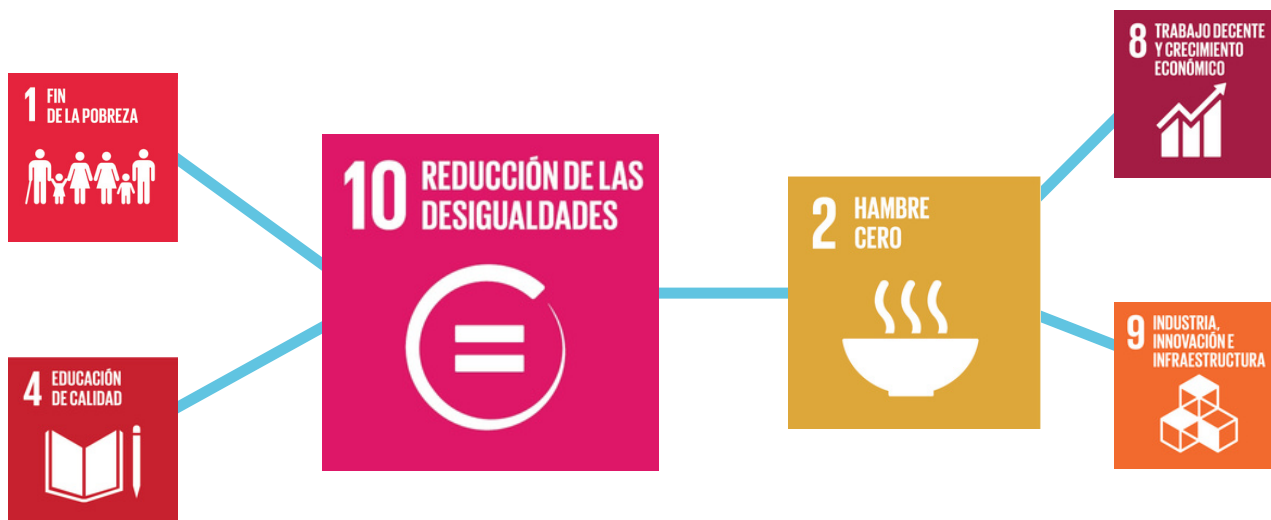 1 FIN
DE LA POBREZA
4 EDUCACIÓN
DE CALIDAD
10 REDUCCIÓN DE LAS
DESIGUALDADES
2 HAMBRE
CERO
8 TRABAJO DECENTE
Y CRECIMIENTO
ECONÓMICO
9 INDUSTRIA,
INNOVACIÓN E
INFRAESTRUCTURA